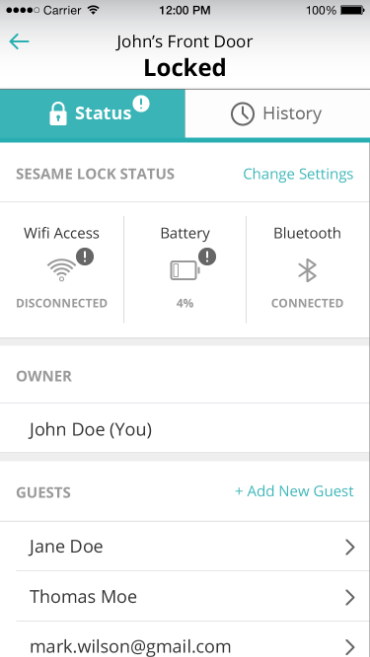 Carrier 12:00 PM 100%
John's Front Door
Locked
Status ! History
SESAME LOCK STATUS Change Settings
Wifi Access Battery Bluetooth
! !
DISCONNECTED 4% CONNECTED
OWNER
John Doe (You)
GUESTS + Add New Guest
Jane Doe
Thomas Moe
mark.wilson@gmail.com